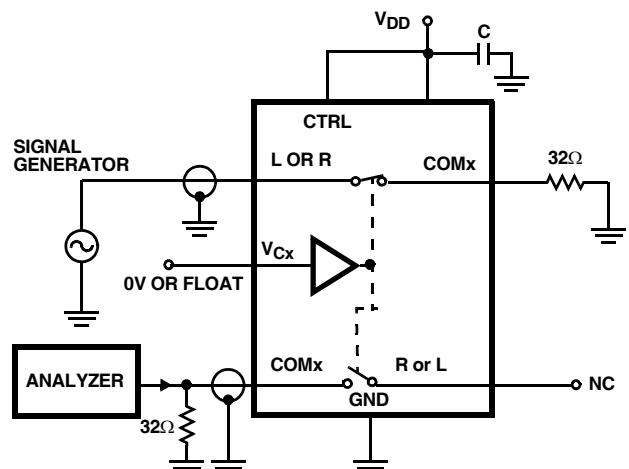 VDD
C
CTRL
SIGNAL
GENERATOR
L OR R
COMx
32Ω
VCx
0V OR FLOAT
ANALYZER
COMx
R or L
NC
GND
32Ω